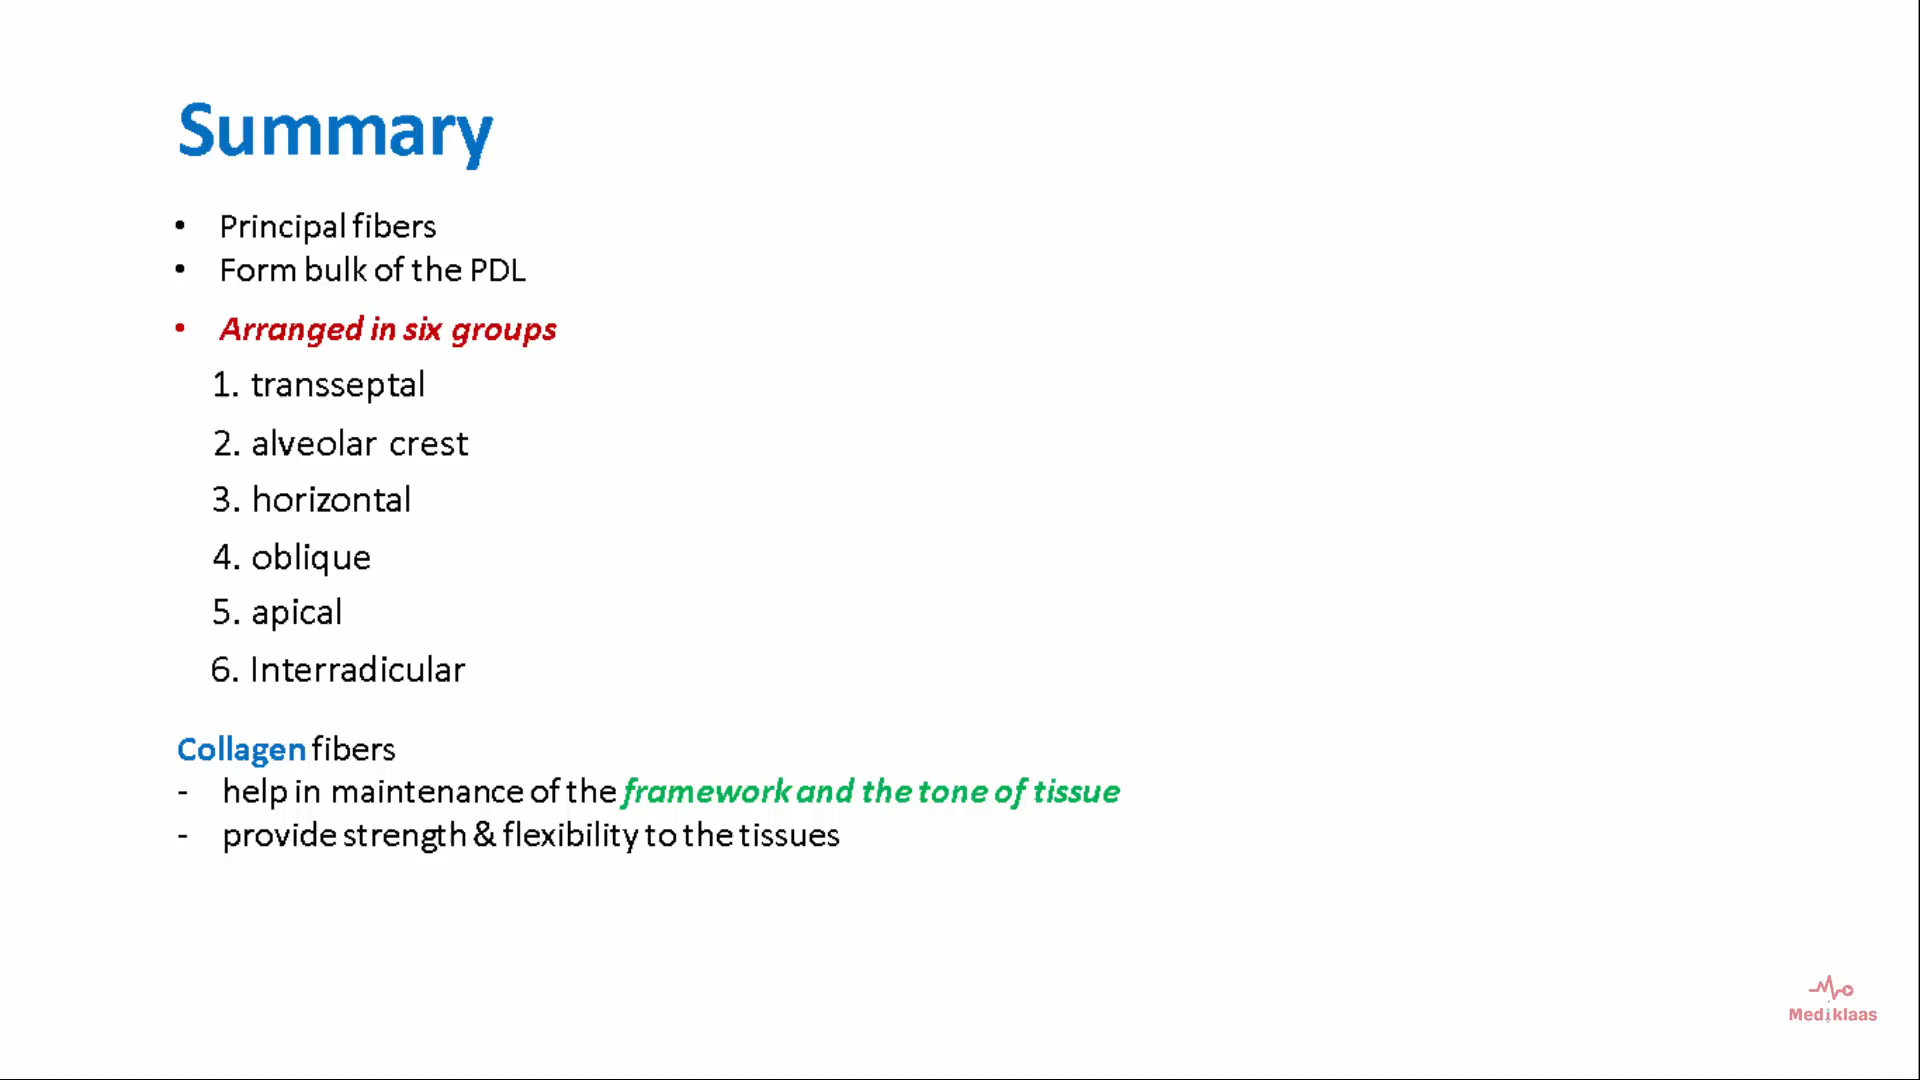 Summary
• Principal fibers
• Form bulk of the PDL
• Arranged in six groups
1. transseptal
2. alveolar crest
3. horizontal
4. oblique
5. apical
6. Interradicular
Collagen fibers
- help in maintenance of the framework and the tone of tissue
- provide strength & flexibility to the tissues
Mediklaas